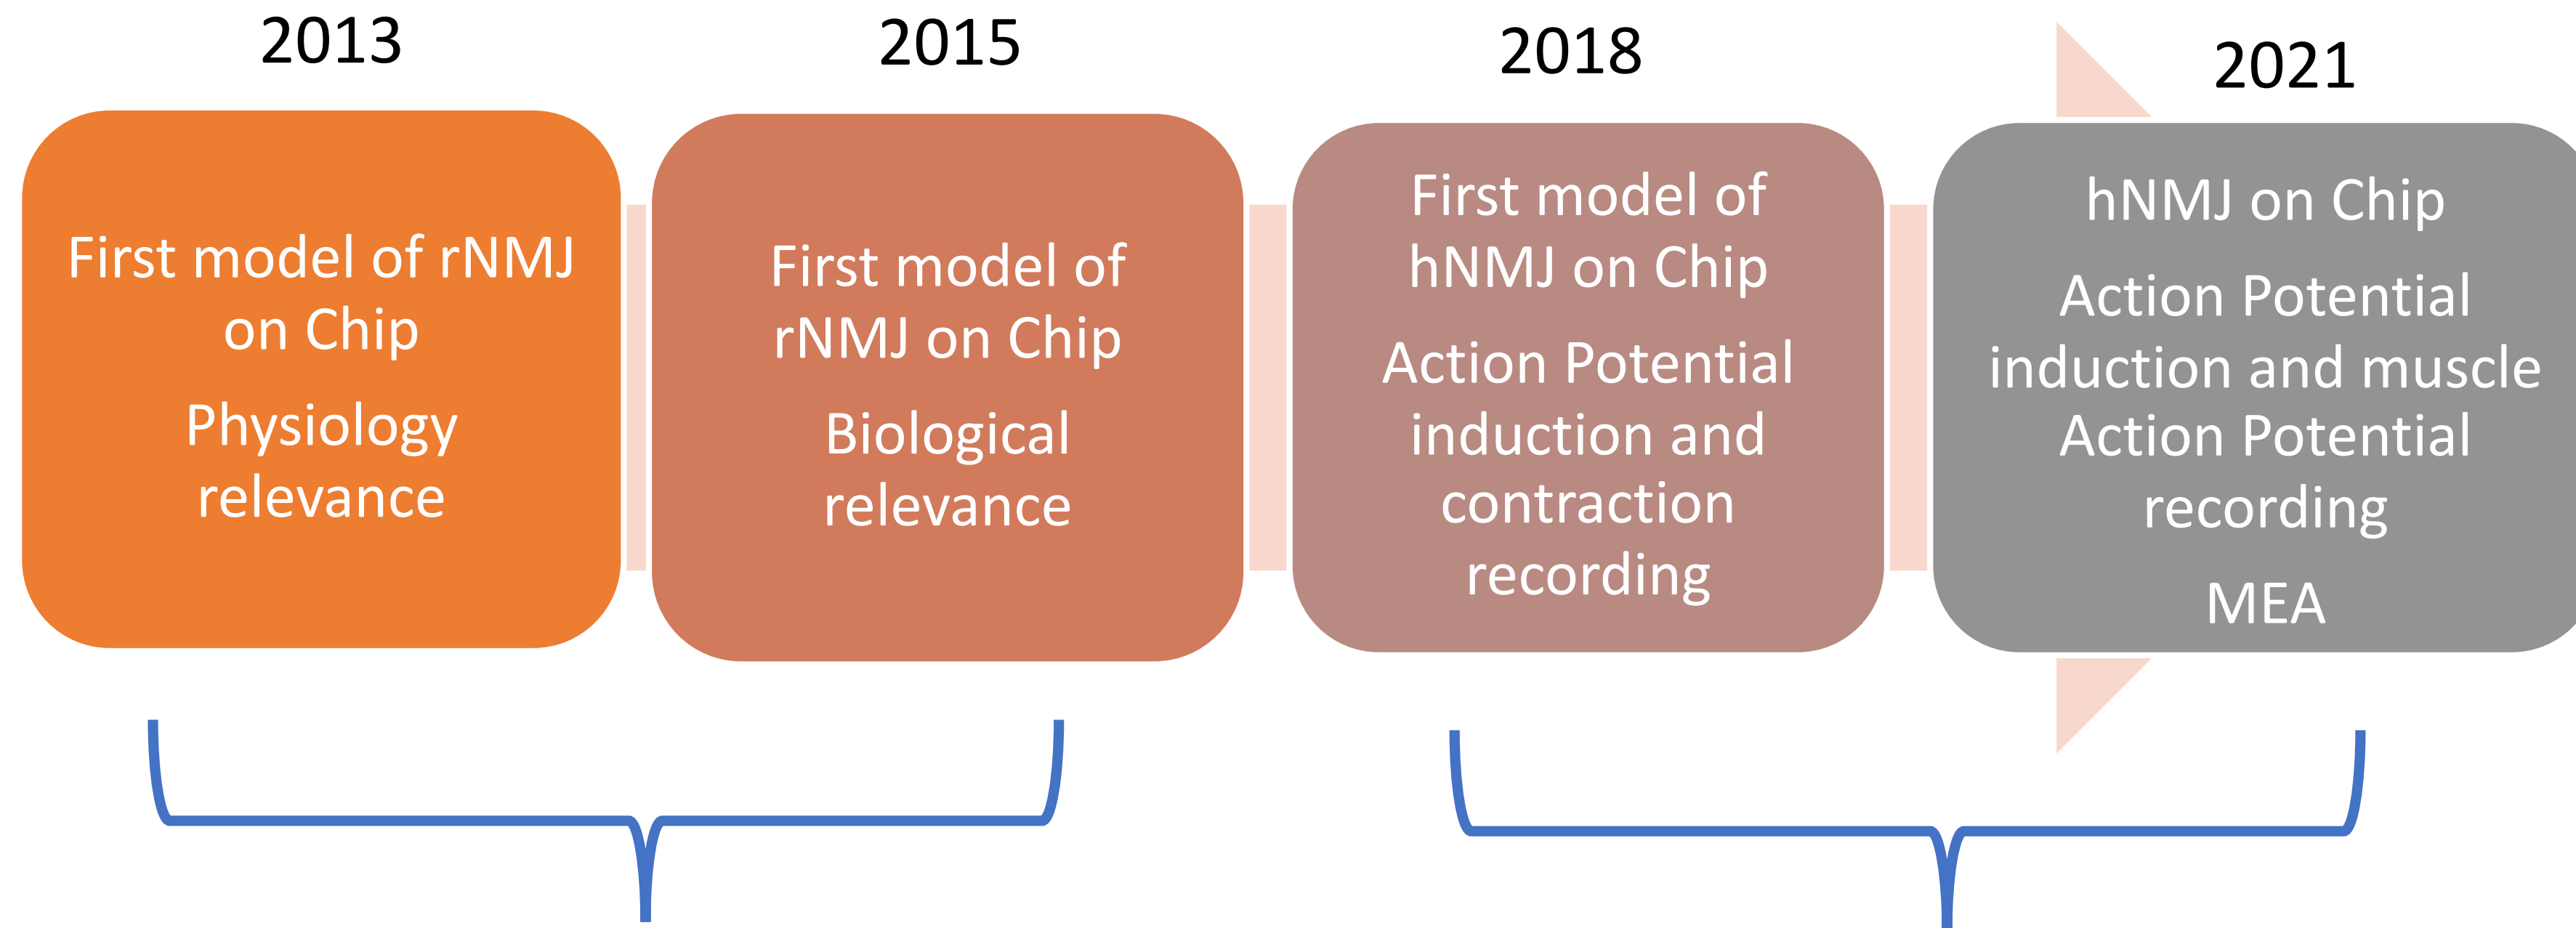 2013
First model of rNMJ
on Chip
Physiology
relevance
2015
First model of
rNMJ on Chip
Biological
relevance
2018
First model of
hNMJ on Chip
Action Potential
induction and
contraction
recording
2021
hNMJ on Chip
Action Potential
induction and muscle
Action Potential
recording
MEA